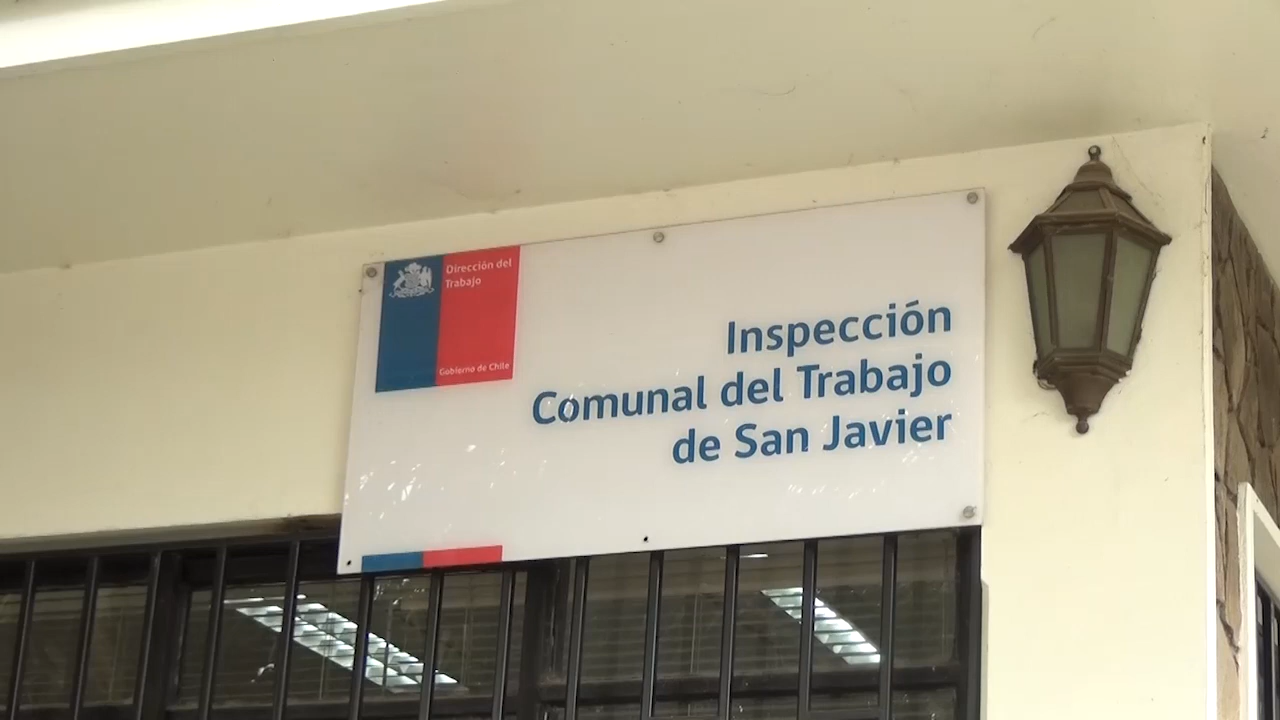 Dirección del
Trabajo
Gobierno de Chile
Inspección
Comunal del Trabajo
de San Javier